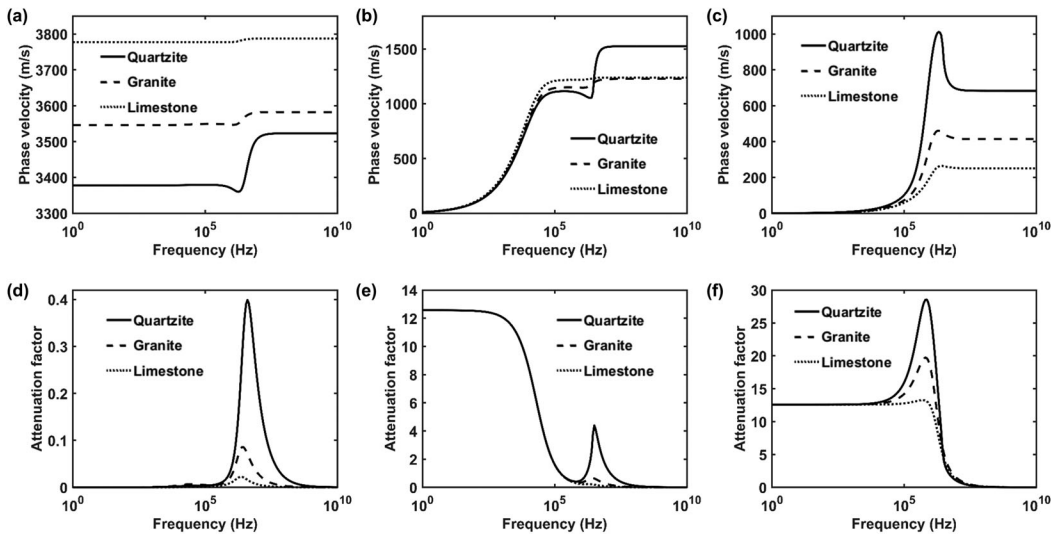 (a)
Phase velocity (m/s)
3800
3700
3600
3500
3400
3300
Quartzite
Granite
Limestone
10^0
10^5
10^10
Frequency (Hz)
(b)
Phase velocity (m/s)
1500
1000
500
0
Quartzite
Granite
Limestone
10^0
10^5
10^10
Frequency (Hz)
(c)
Phase velocity (m/s)
1000
800
600
400
200
0
Quartzite
Granite
Limestone
10^0
10^5
10^10
Frequency (Hz)
(d)
Attenuation factor
0.4
0.3
0.2
0.1
0
Quartzite
Granite
Limestone
10^0
10^5
10^10
Frequency (Hz)
(e)
Attenuation factor
14
12
10
8
6
4
2
0
Quartzite
Granite
Limestone
10^0
10^5
10^10
Frequency (Hz)
(f)
Attenuation factor
30
25
20
15
10
5
0
Quartzite
Granite
Limestone
10^0
10^5
10^10
Frequency (Hz)